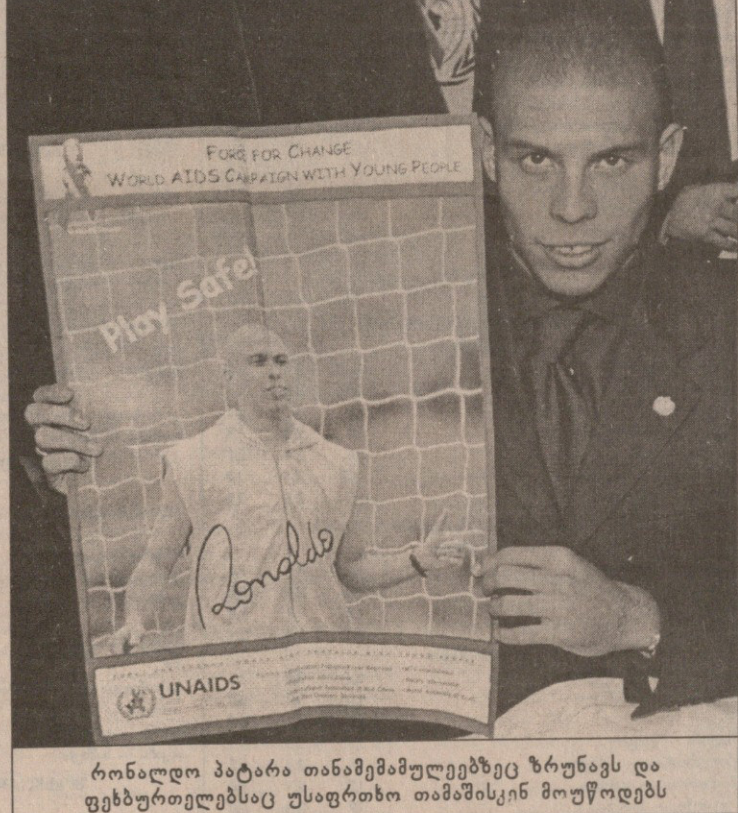 FORCE FOR CHANGE
WORLD AIDS CAMPAIGN WITH YOUNG PEOPLE
Play Safe!
Ronaldo
UNAIDS
რონალდო პატარა თანამემამულეებზეც ზრუნავს და
ფეხბურთელებსაც უსაფრთხო თამაშისკენ მოუწოდებს